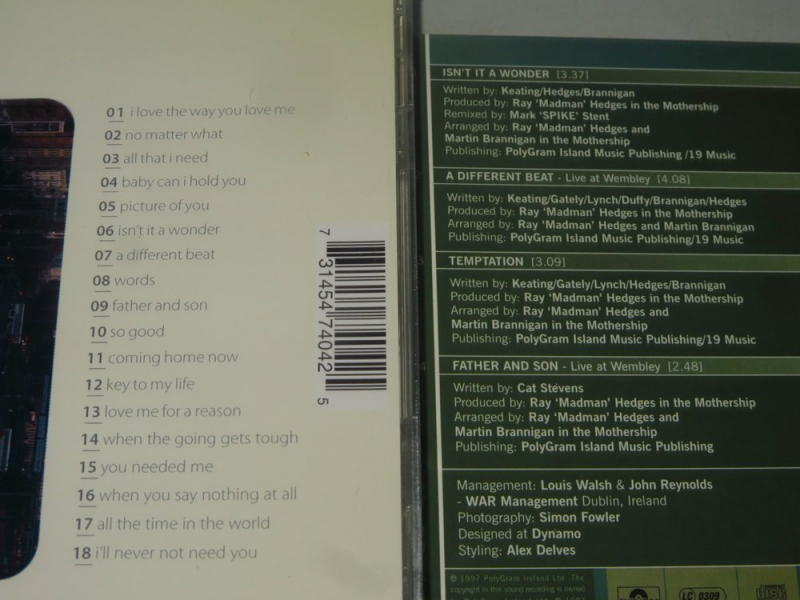 01 i love the way you love me
02 no matter what
03 all that i need
04 baby can i hold you
05 picture of you
06 isn't it a wonder
07 a different beat
08 words
09 father and son
10 so good
11 coming home now
12 key to my life
13 love me for a reason
14 when the going gets tough
15 you needed me
16 when you say nothing at all
17 all the time in the world
18 i'll never not need you
7 31454 74042 5
ISN'T IT A WONDER [3.37]
Written by: Keating/Hedges/Brannigan
Produced by: Ray 'Madman' Hedges in the Mothership
Remixed by: Mark 'SPIKE' Stent
Arranged by: Ray 'Madman' Hedges and
Martin Brannigan in the Mothership
Publishing: PolyGram Island Music Publishing /19 Music
A DIFFERENT BEAT - Live at Wembley [4.08]
Written by: Keating/Gately/Lynch/Duffy/Brannigan/Hedges
Produced by: Ray 'Madman' Hedges in the Mothership
Arranged by: Ray 'Madman' Hedges and Martin Brannigan
Publishing: PolyGram Island Music Publishing/19 Music
TEMPTATION [3.09]
Written by: Keating/Gately/Lynch/Hedges/Brannigan
Produced by: Ray 'Madman' Hedges in the Mothership
Arranged by: Ray 'Madman' Hedges and
Martin Brannigan in the Mothership
Publishing: PolyGram Island Music Publishing/19 Music
FATHER AND SON - Live at Wembley [2.48]
Written by: Cat Stevens
Produced by: Ray 'Madman' Hedges in the Mothership
Arranged by: Ray 'Madman' Hedges and
Martin Brannigan in the Mothership
Publishing: PolyGram Island Music Publishing
Management: Louis Walsh & John Reynolds
- WAR Management Dublin, Ireland
Photography: Simon Fowler
Designed at Dynamo
Styling: Alex Delves
℗ 1997 PolyGram Ireland Ltd. The
copyright in this sound recording is owned
LC 0309
disc